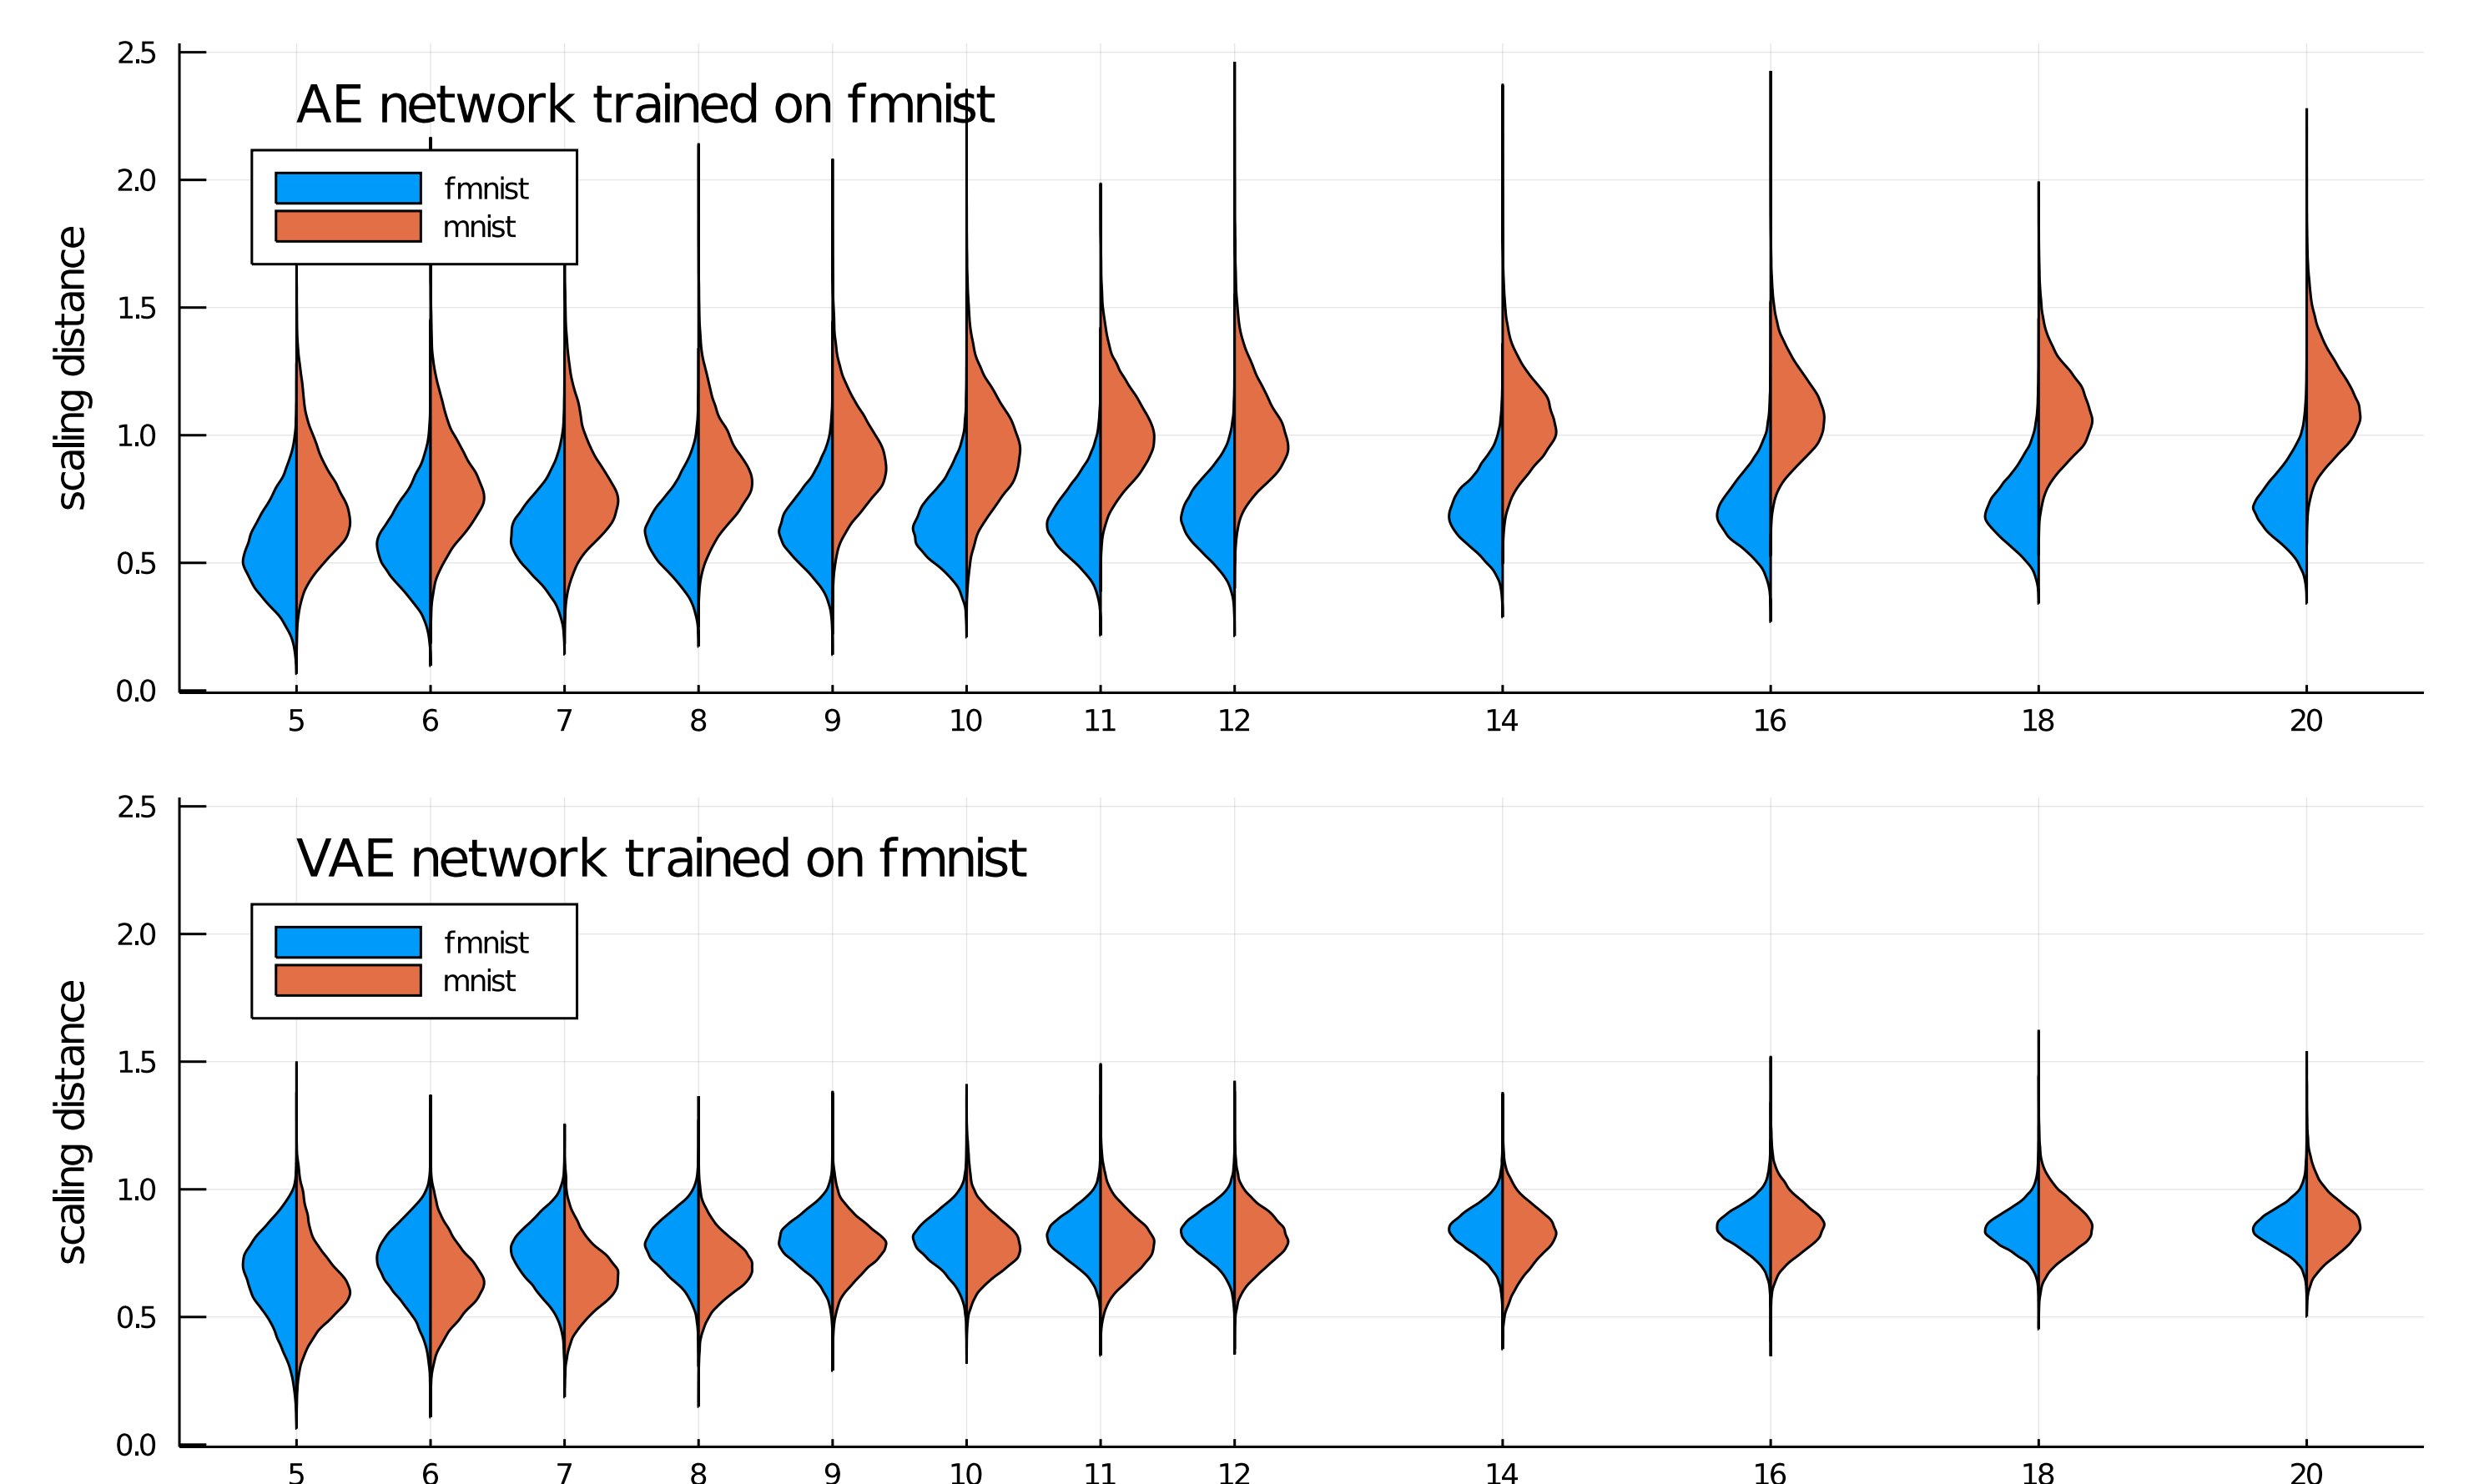 2.5
AE network trained on fmnist
2.0
fmnist
mnist
1.5
scaling distance
1.0
0.5
0.0
5 6 7 8 9 10 11 12 14 16 18 20
2.5
VAE network trained on fmnist
2.0
fmnist
mnist
1.5
scaling distance
1.0
0.5
0.0
5 6 7 8 9 10 11 12 14 16 18 20